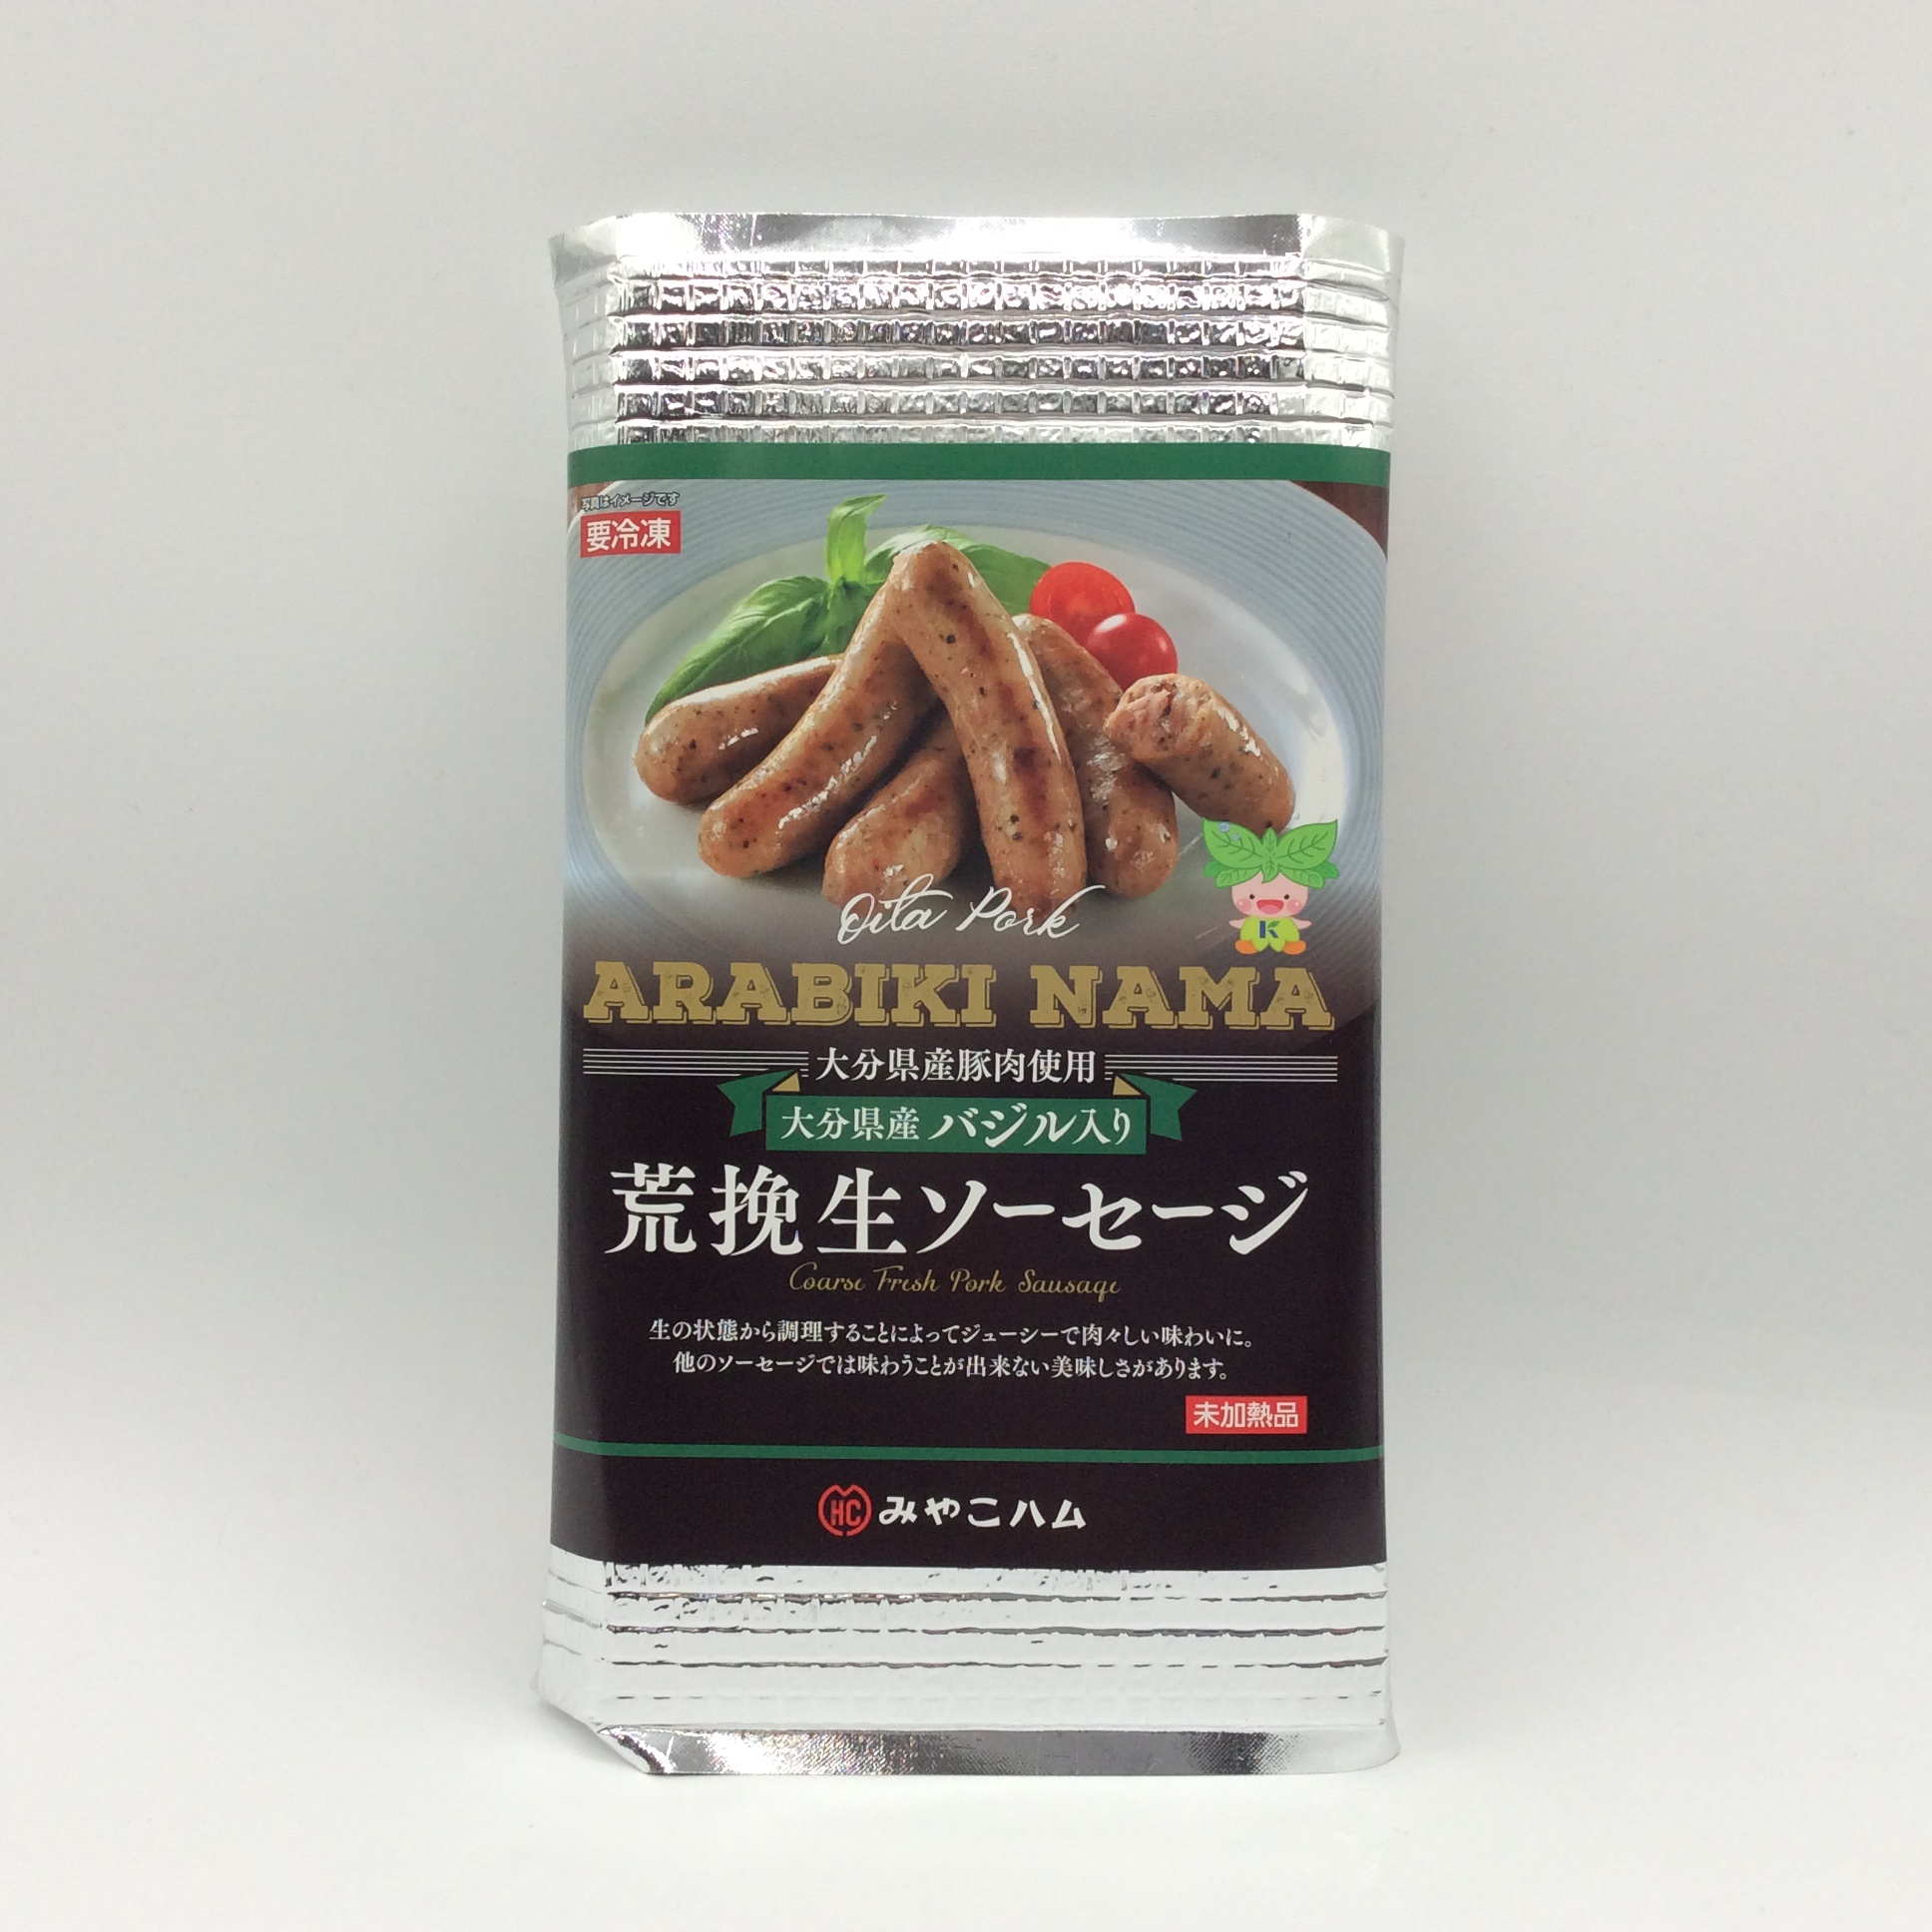 写真はイメージです
要冷凍
K
Oita Pork
ARABIKI NAMA
大分県産豚肉使用
大分県産 バジル入り
荒挽生ソーセージ
Coarse Fresh Pork Sausage
生の状態から調理することによってジューシーで肉々しい味わいに。
他のソーセージでは味わうことが出来ない美味しさがあります。
未加熱品
HC みやこハム